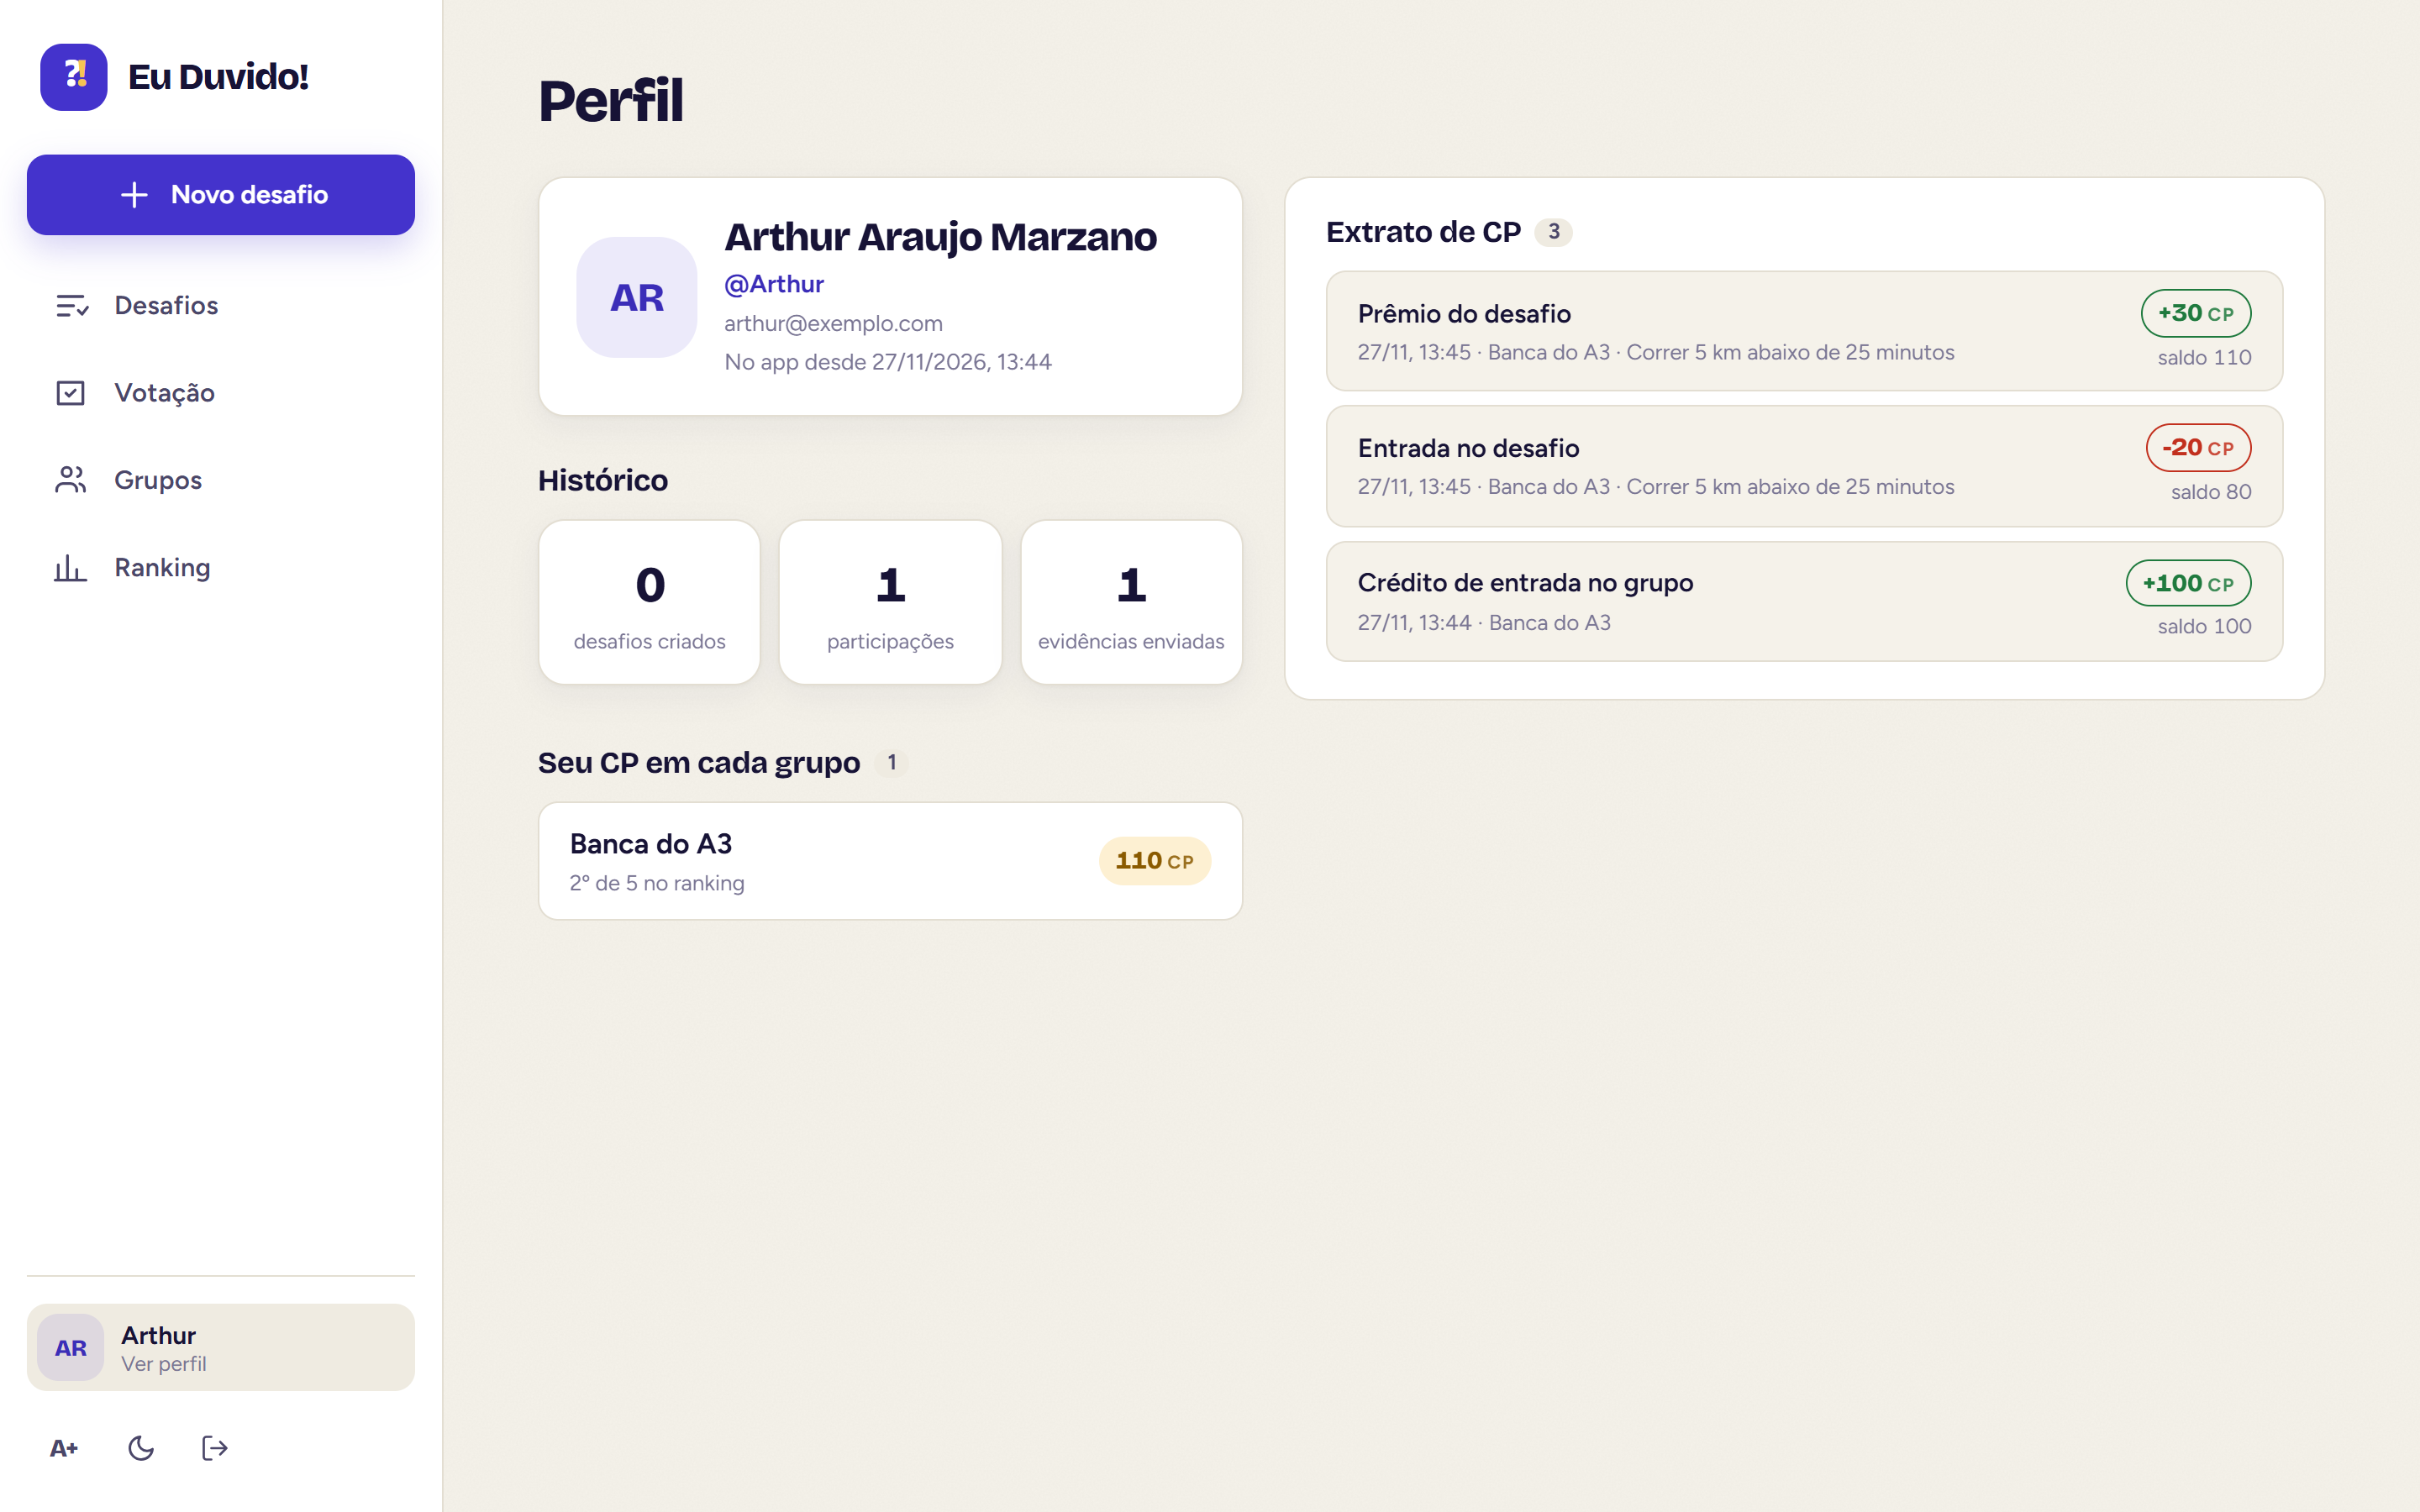 ?!
Eu Duvido!
Novo desafio
Desafios
Votação
Grupos
Ranking
AR
Arthur
Ver perfil
A+
Perfil
AR
Arthur Araujo Marzano
@Arthur
arthur@exemplo.com
No app desde 27/11/2026, 13:44
Histórico
0
desafios criados
1
participações
1
evidências enviadas
Seu CP em cada grupo 1
Banca do A3
2º de 5 no ranking
110 CP
Extrato de CP 3
Prêmio do desafio
27/11, 13:45 · Banca do A3 · Correr 5 km abaixo de 25 minutos
+30 CP
saldo 110
Entrada no desafio
27/11, 13:45 · Banca do A3 · Correr 5 km abaixo de 25 minutos
-20 CP
saldo 80
Crédito de entrada no grupo
27/11, 13:44 · Banca do A3
+100 CP
saldo 100